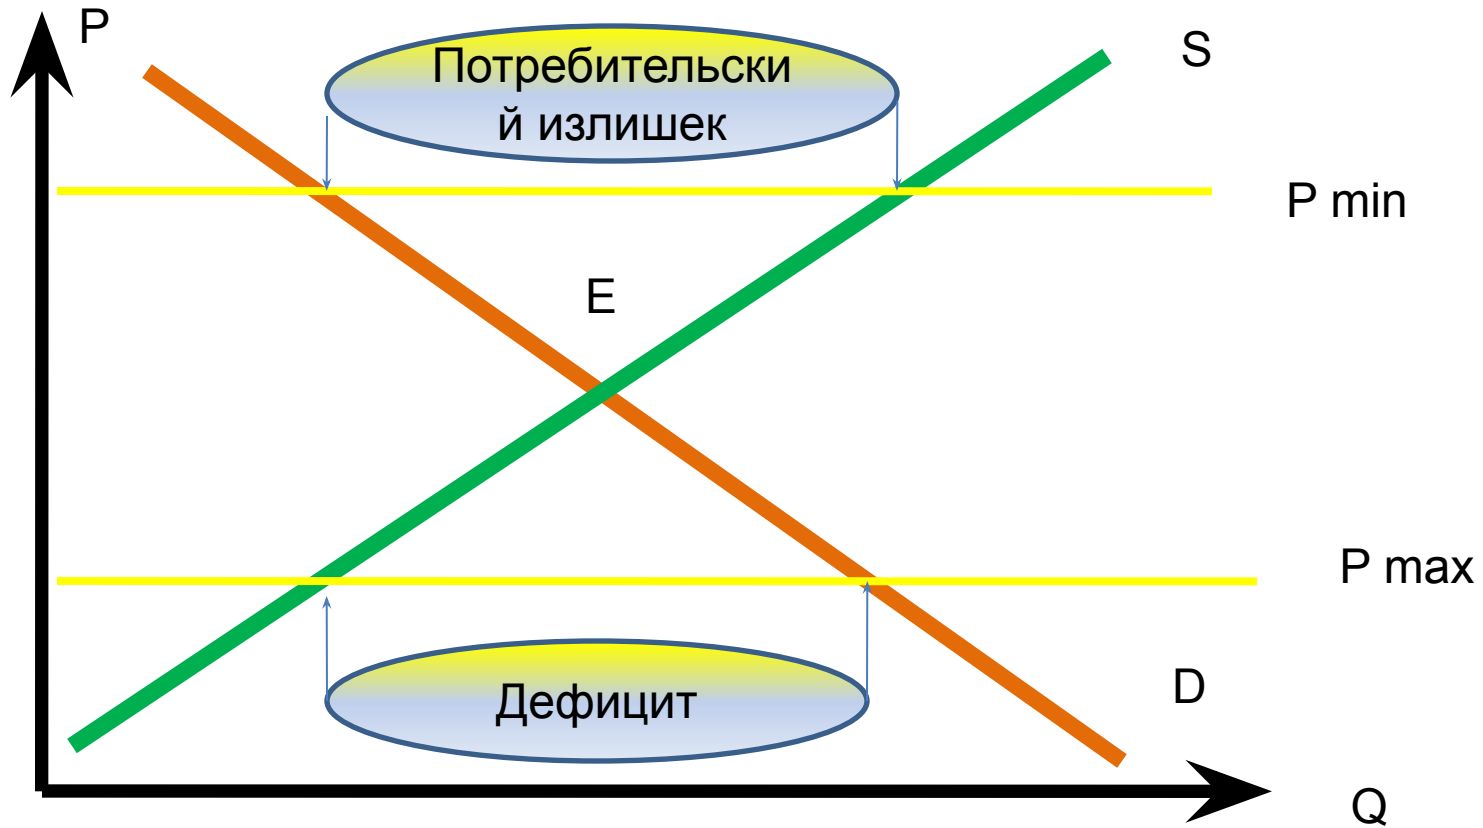 P
S
Потребительски
й излишек
P min
E
P max
Дефицит
D
Q